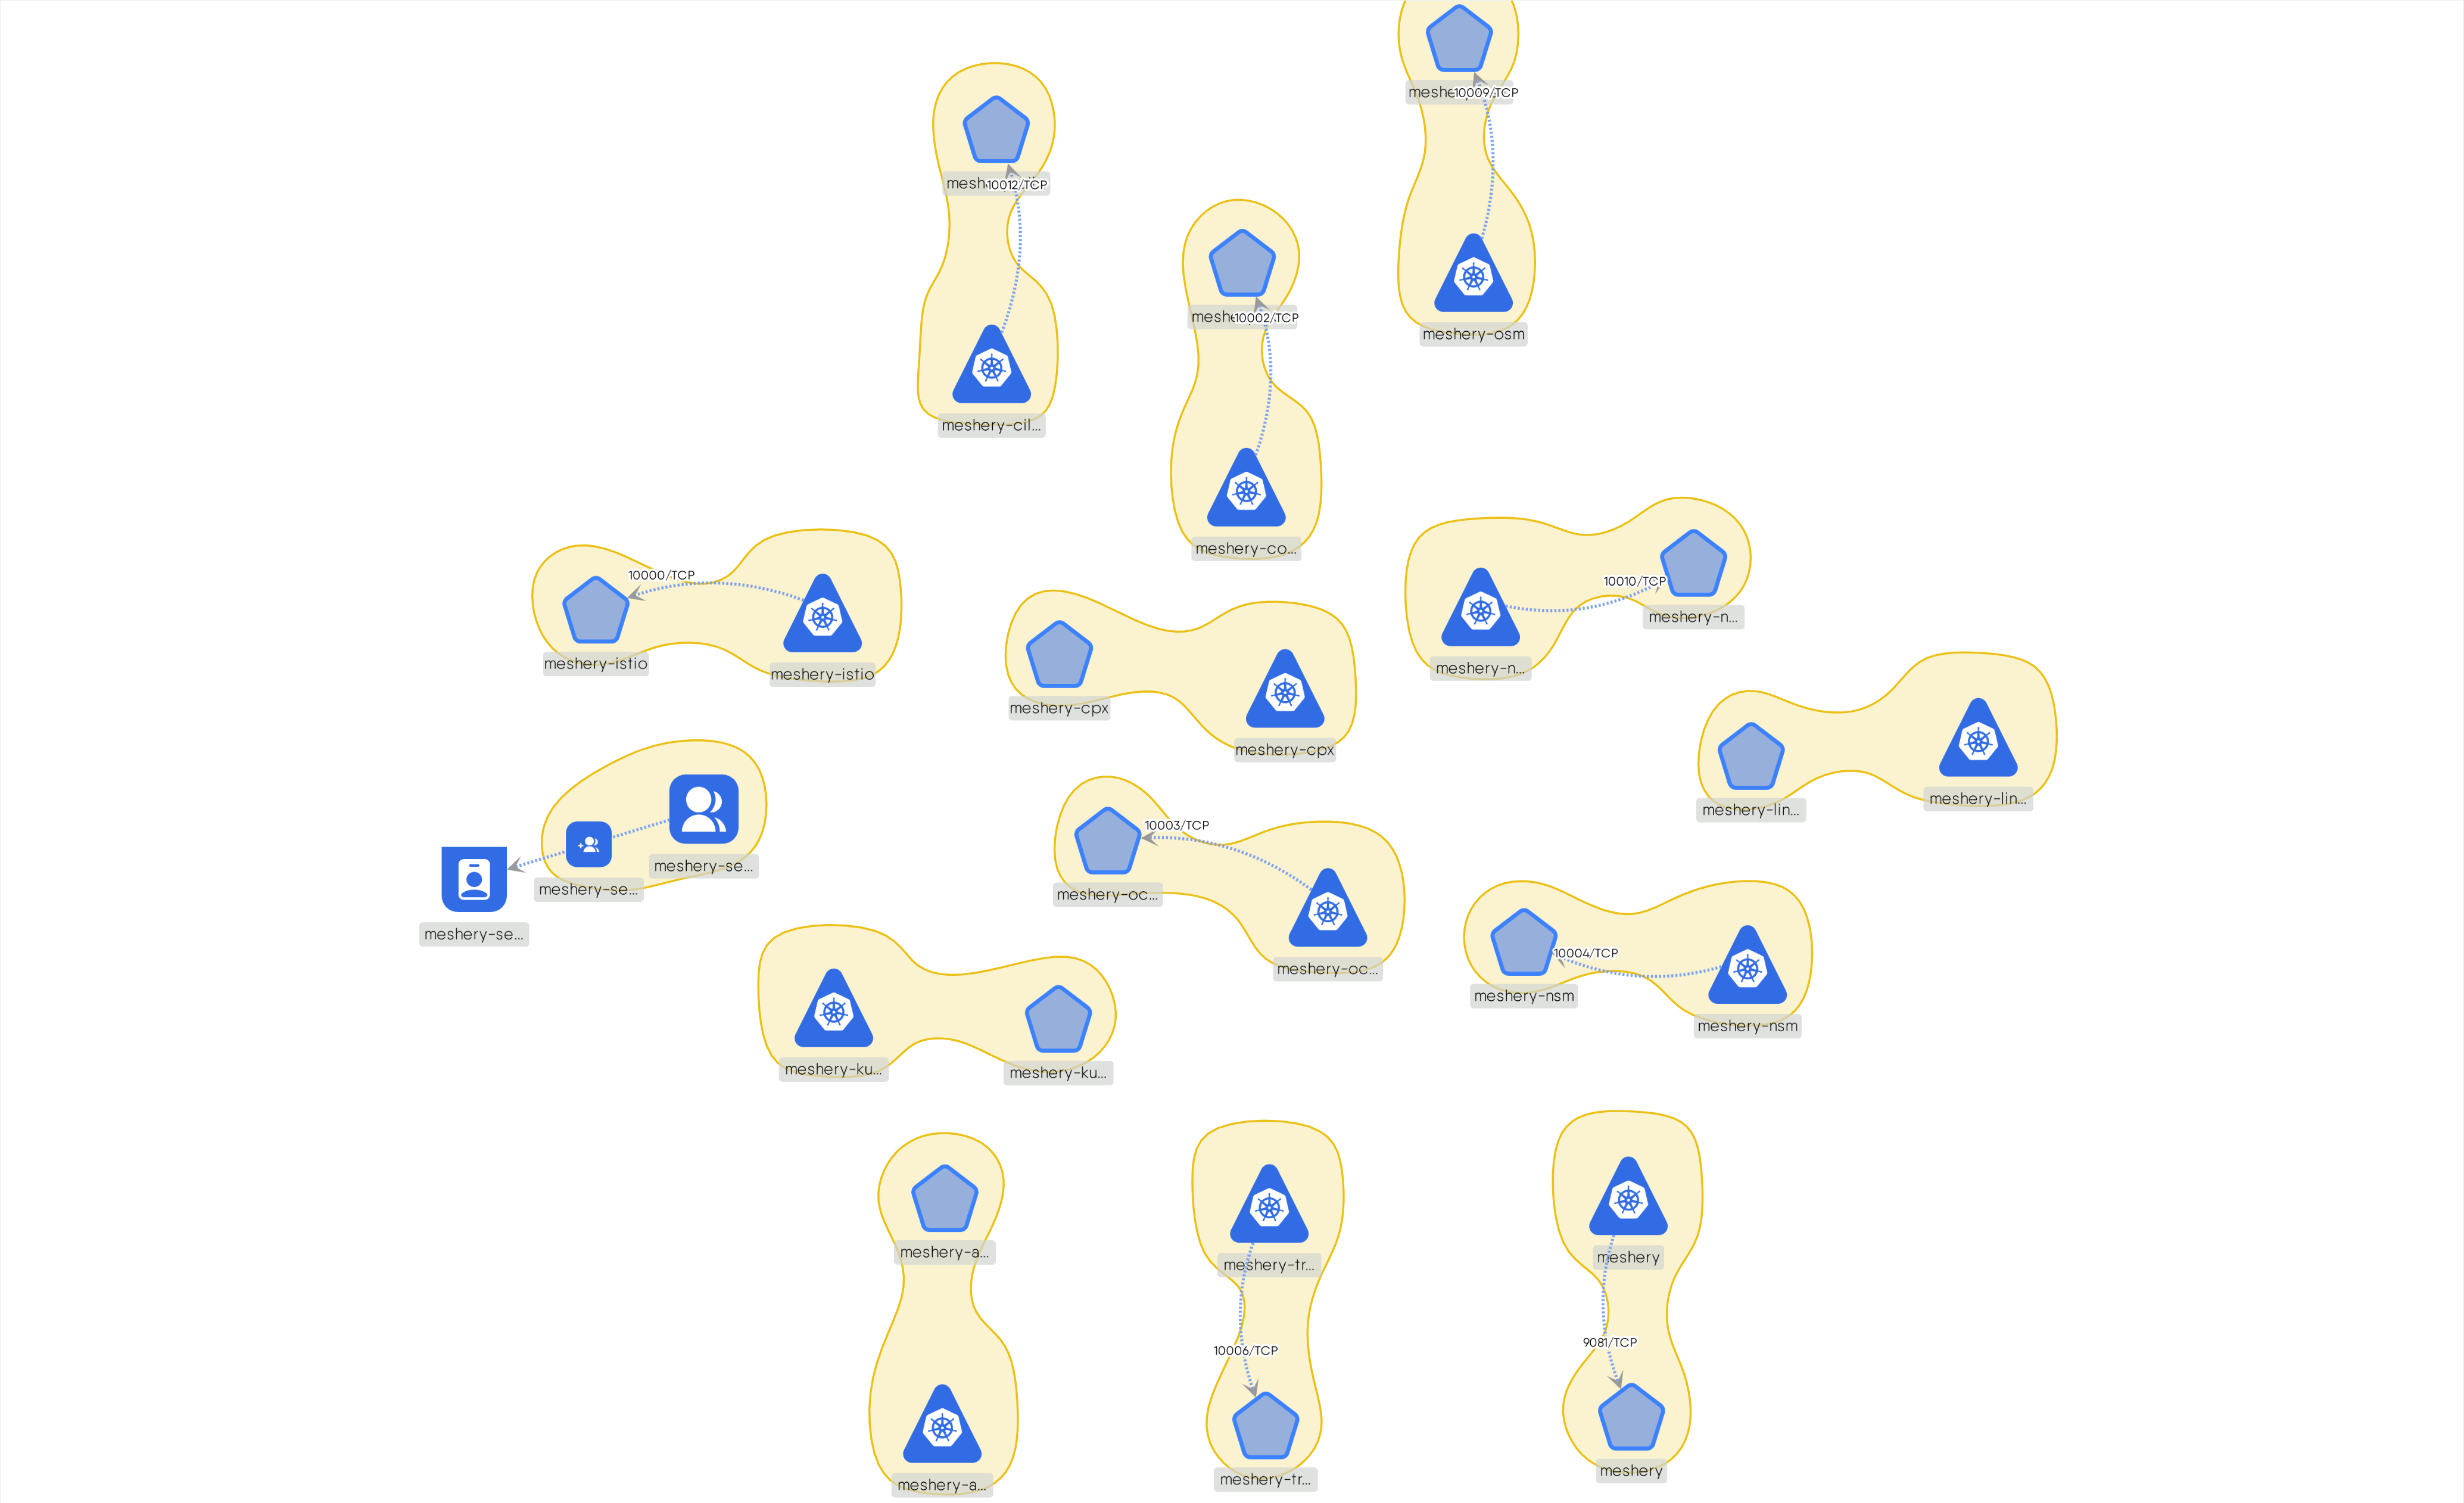 10009/TCP
10012/TCP
10002/TCP
meshery-osm
meshery-cil...
meshery-co...
10000/TCP
10010/TCP
meshery-n...
meshery-istio
meshery-n...
meshery-istio
meshery-cpx
meshery-cpx
meshery-lin...
meshery-lin...
10003/TCP
meshery-se...
meshery-se...
meshery-oc...
meshery-se...
10004/TCP
meshery-oc...
meshery-nsm
meshery-nsm
meshery-ku...
meshery-ku...
meshery-a...
meshery
meshery-tr...
9081/TCP
10006/TCP
meshery
meshery-tr...
meshery-a...